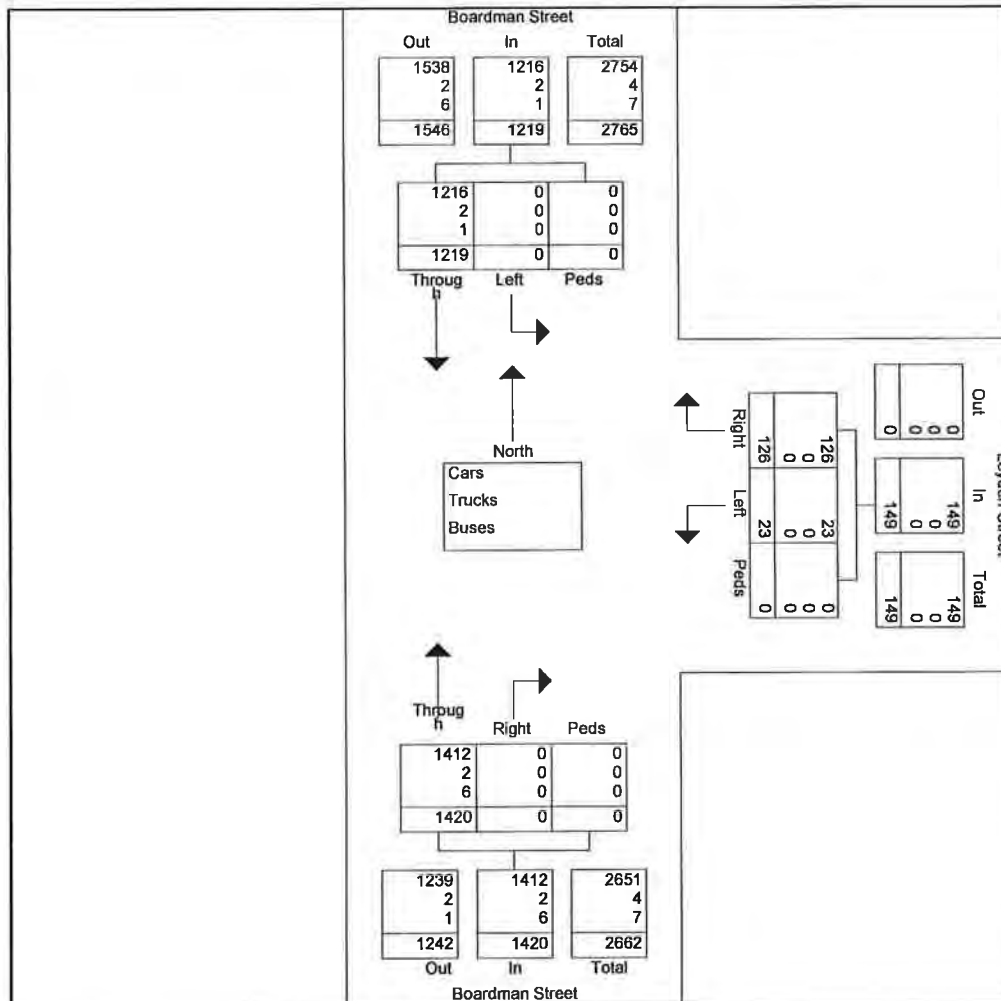 Boardman Street
Out In Total
1538 1216 2754
2 2 4
6 1 7
1546 1219 2765
1216 0 0
2 0 0
1 0 0
1219 0 0
Throug
h
Left Peds
North
Cars
Trucks
Buses
Out In Total
0 149 149
0 0 0
0 0 0
0 149 149
126 23 0
0 0 0
0 0 0
126 23 0
Right Left Peds
Throug
h
Right Peds
1412 0 0
2 0 0
6 0 0
1420 0 0
1239 1412 2651
2 2 4
1 6 7
1242 1420 2662
Out In Total
Boardman Street